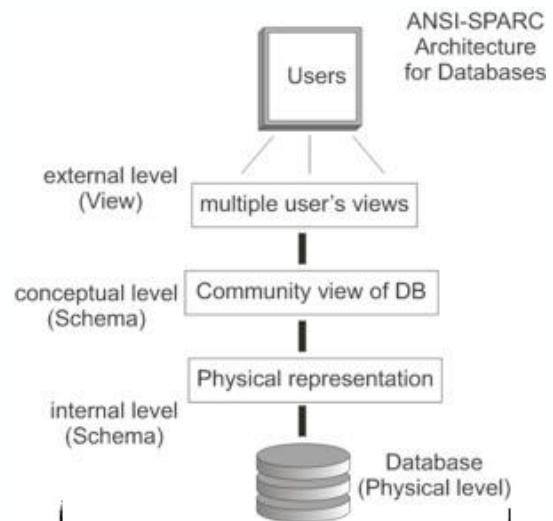 ANSI-SPARC
Architecture
for Databases
Users
external level
(View)
multiple user's views
conceptual level
(Schema)
Community view of DB
Physical representation
internal level
(Schema)
Database
(Physical level)